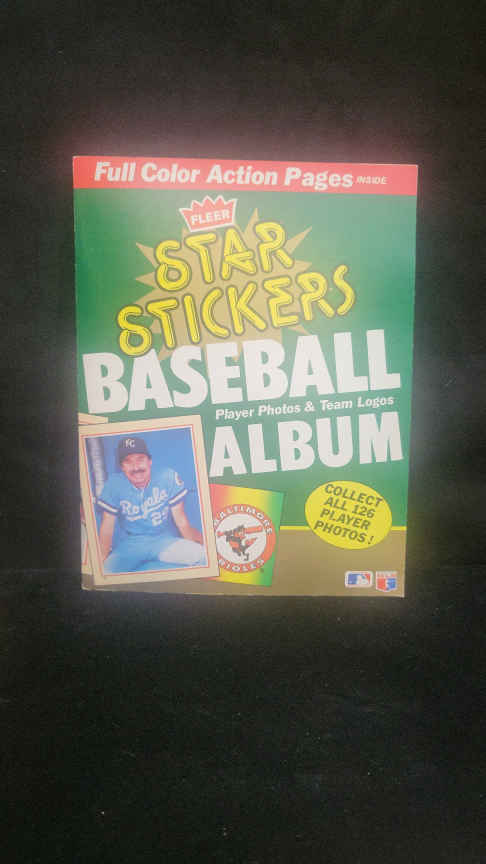 Full Color Action Pages INSIDE
FLEER
STAR
STICKERS
BASEBALL
Player Photos & Team Logos
ALBUM
KC
Royals
BALTIMORE
ORIOLES
COLLECT
ALL 126
PLAYER
PHOTOS!